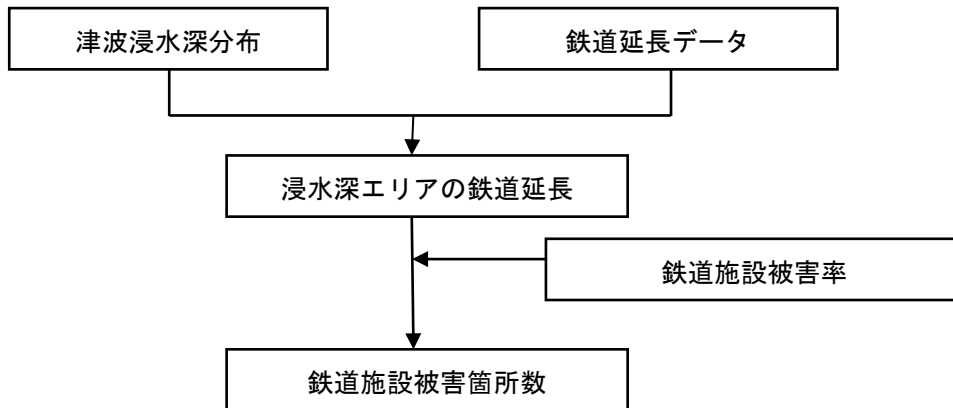 津波浸水深分布
鉄道延長データ
浸水深エリアの鉄道延長
鉄道施設被害率
鉄道施設被害箇所数